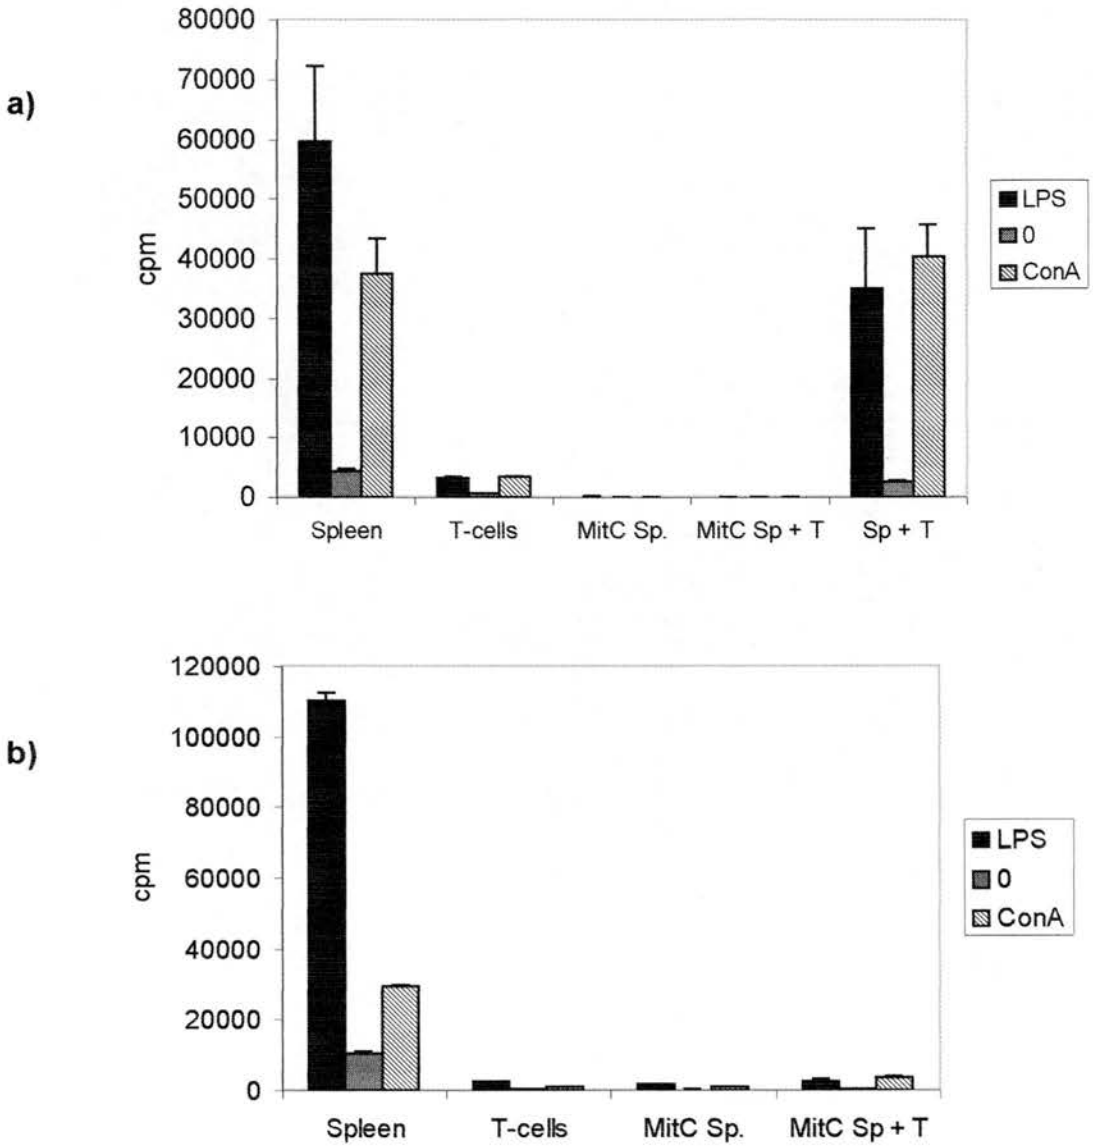 a)
80000
70000
60000
50000
40000
30000
20000
10000
0
cpm
Spleen T-cells MitC Sp. MitC Sp + T Sp + T
LPS
0
ConA
b)
120000
100000
80000
60000
40000
20000
0
cpm
Spleen T-cells MitC Sp. MitC Sp + T
LPS
0
ConA